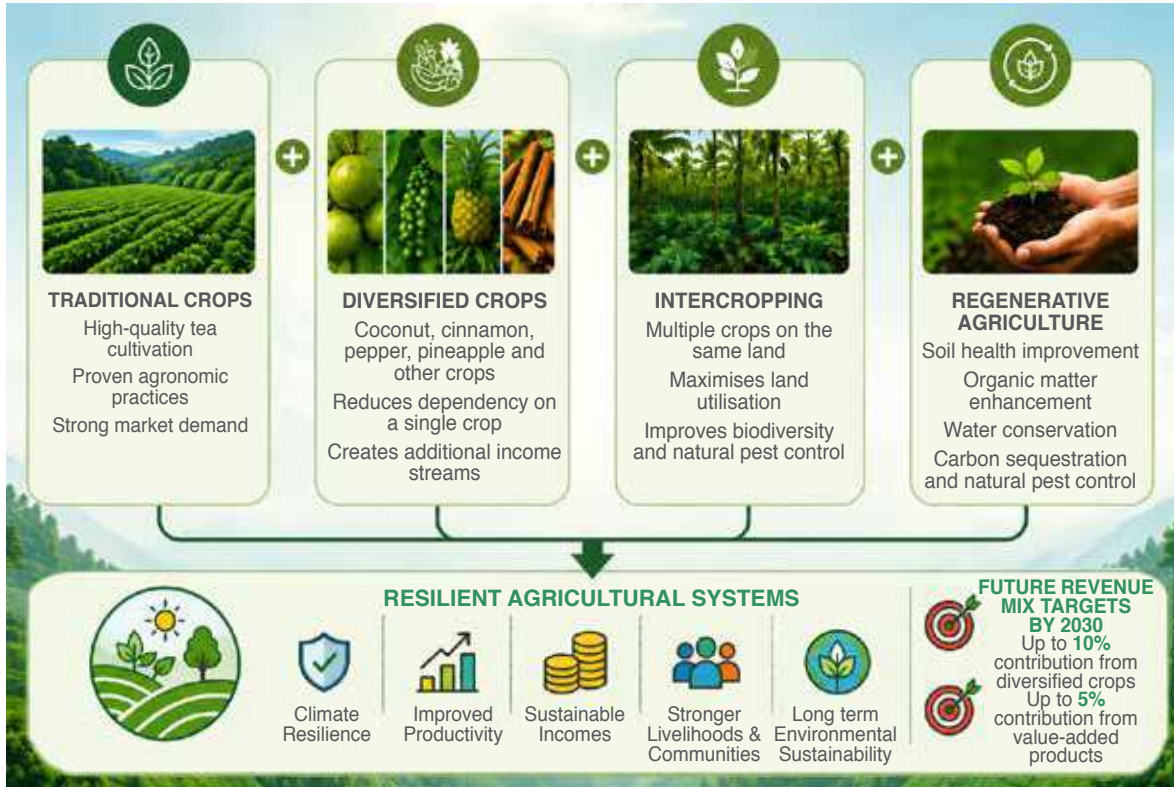 TRADITIONAL CROPS
High-quality tea
cultivation
Proven agronomic
practices
Strong market demand
DIVERSIFIED CROPS
Coconut, cinnamon,
pepper, pineapple and
other crops
Reduces dependency on
a single crop
Creates additional income
streams
INTERCROPPING
Multiple crops on the
same land
Maximises land
utilisation
Improves biodiversity
and natural pest control
REGENERATIVE
AGRICULTURE
Soil health improvement
Organic matter
enhancement
Water conservation
Carbon sequestration
and natural pest control
RESILIENT AGRICULTURAL SYSTEMS
Climate
Resilience
Improved
Productivity
Sustainable
Incomes
Stronger
Livelihoods &
Communities
Long term
Environmental
Sustainability
FUTURE REVENUE
MIX TARGETS
BY 2030
Up to 10%
contribution from
diversified crops
Up to 5%
contribution from
value-added
products